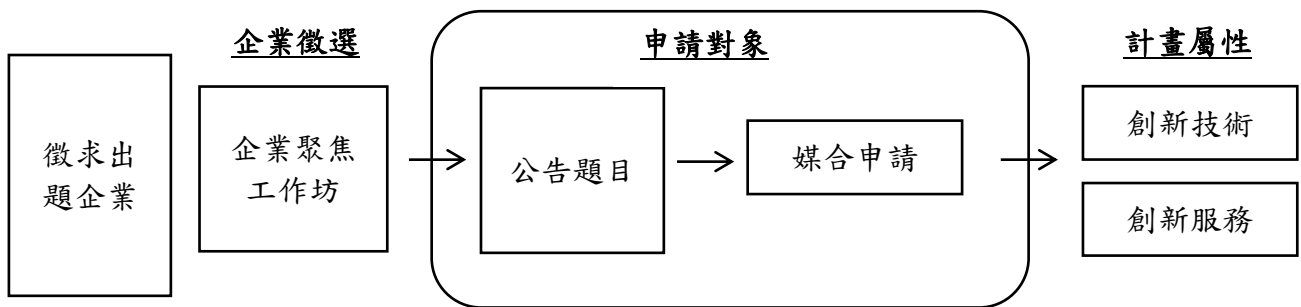 企業徵選
申請對象
計畫屬性
徵求出
題企業
企業聚焦
工作坊
公告題目
媒合申請
創新技術
創新服務